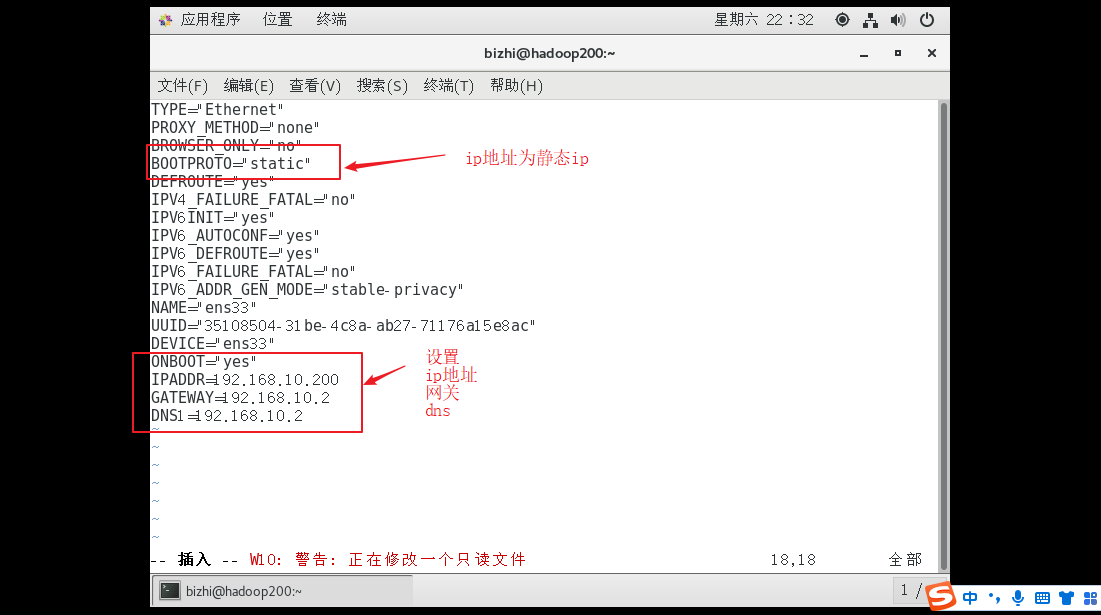 应用程序 位置 终端 星期六 22：32
bizhi@hadoop200:~
文件(F) 编辑(E) 查看(V) 搜索(S) 终端(T) 帮助(H)
TYPE="Ethernet"
PROXY_METHOD="none"
BROWSER_ONLY="no"
BOOTPROTO="static"
ip地址为静态ip
DEFROUTE="yes"
IPV4_FAILURE_FATAL="no"
IPV6INIT="yes"
IPV6_AUTOCONF="yes"
IPV6_DEFROUTE="yes"
IPV6_FAILURE_FATAL="no"
IPV6_ADDR_GEN_MODE="stable-privacy"
NAME="ens33"
UUID="35108504-31be-4c8a-ab27-71176a15e8ac"
DEVICE="ens33"
ONBOOT="yes"
IPADDR=192.168.10.200
GATEWAY=192.168.10.2
DNS1=192.168.10.2
设置
ip地址
网关
dns
~
~
~
~
~
~
~
-- 插入 -- W10: 警告: 正在修改一个只读文件 18,18 全部
bizhi@hadoop200:~ 1 /
S 中